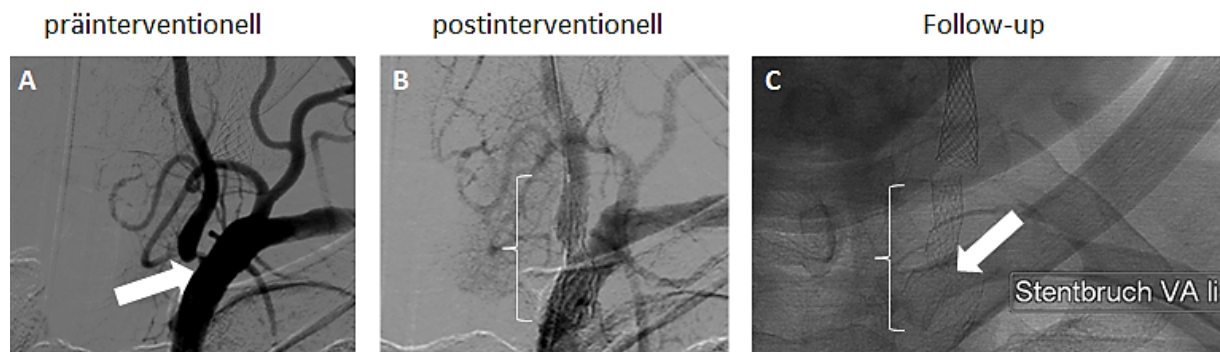 präinterventionell
postinterventionell
Follow-up
A
B
C
Stentbruch VA li